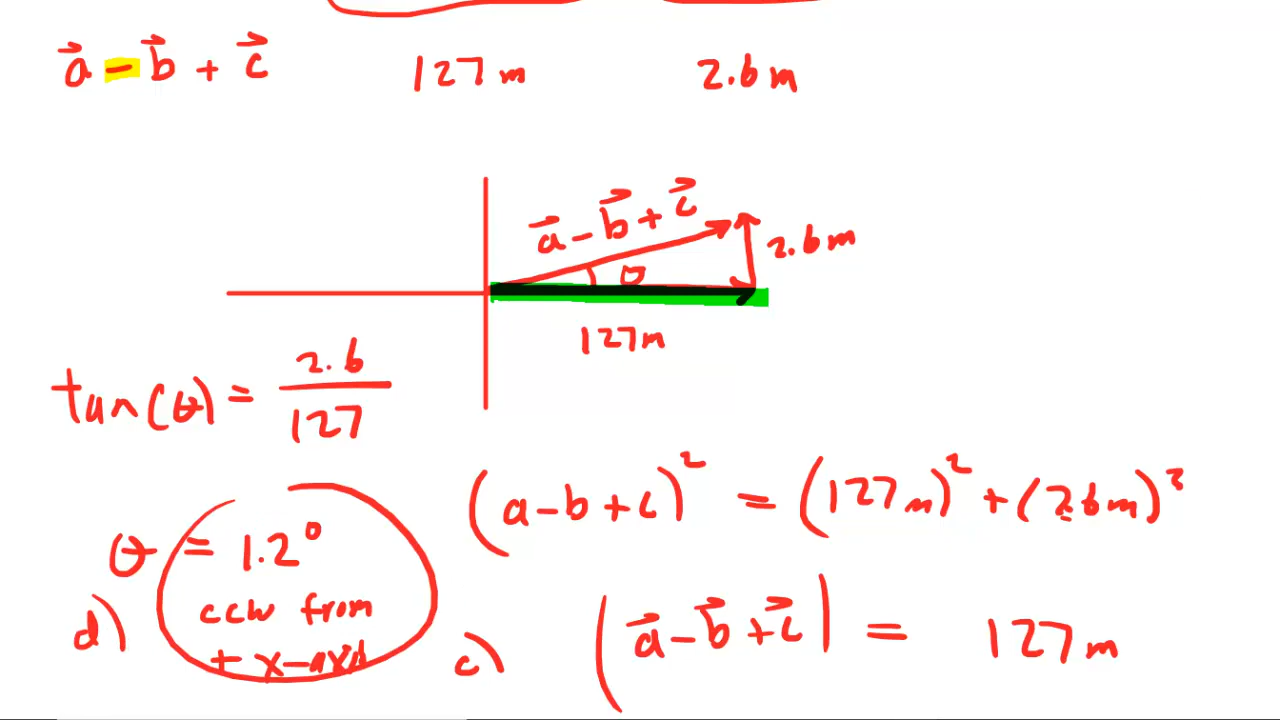 a⃗ - b⃗ + c⃗ 127 m 2.6 m
a⃗ - b⃗ + c⃗
2.6 m
θ
127 m
tan(θ) = 2.6/127
(a - b + c)² = (127 m)² + (2.6 m)²
θ = 1.2°
ccw from
+ x-axis
d)
c) |a⃗ - b⃗ + c⃗| = 127 m